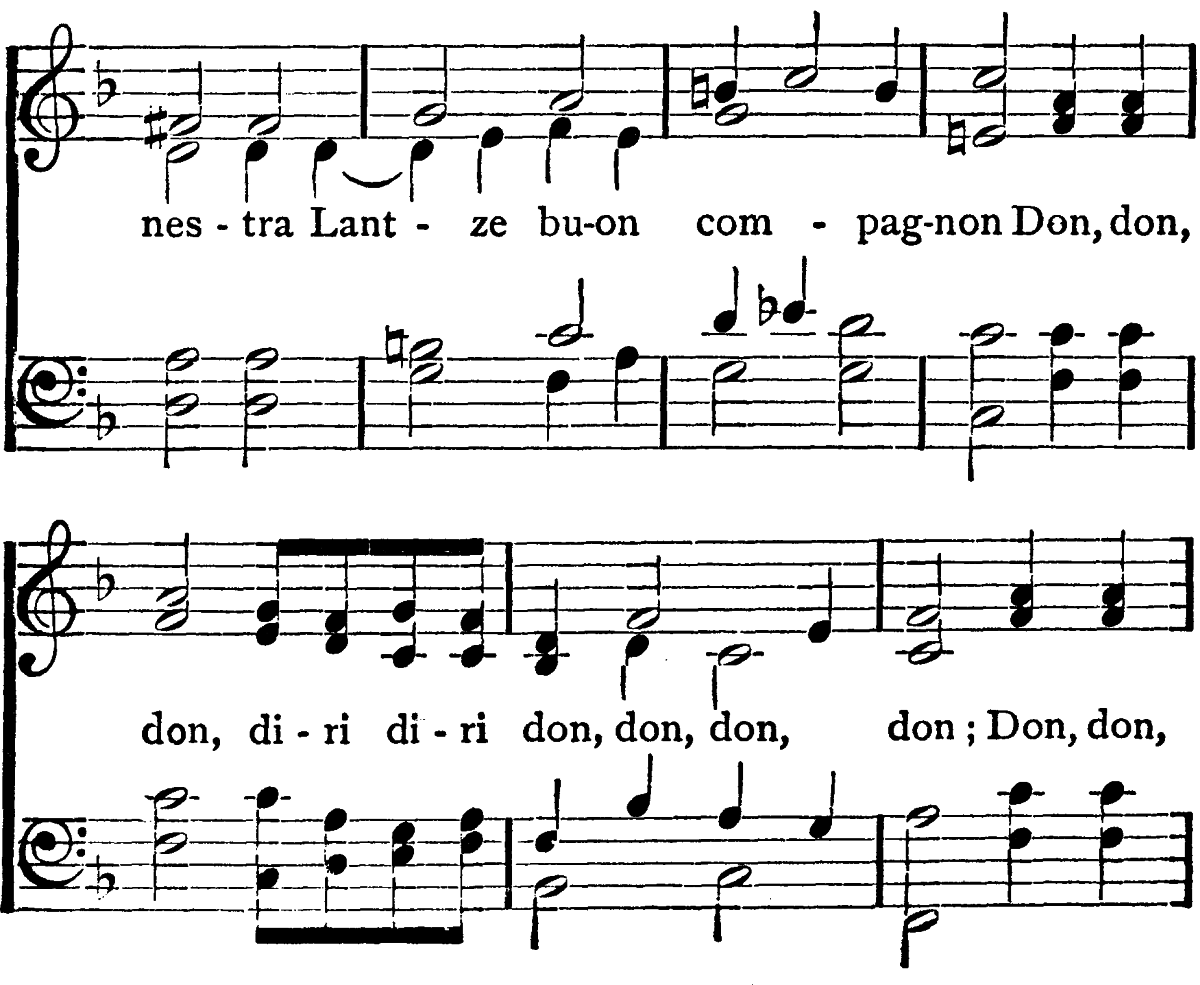 nes - tra Lant - ze bu-on com - pag-non Don, don,
don, di - ri di - ri don, don, don, don ; Don, don,